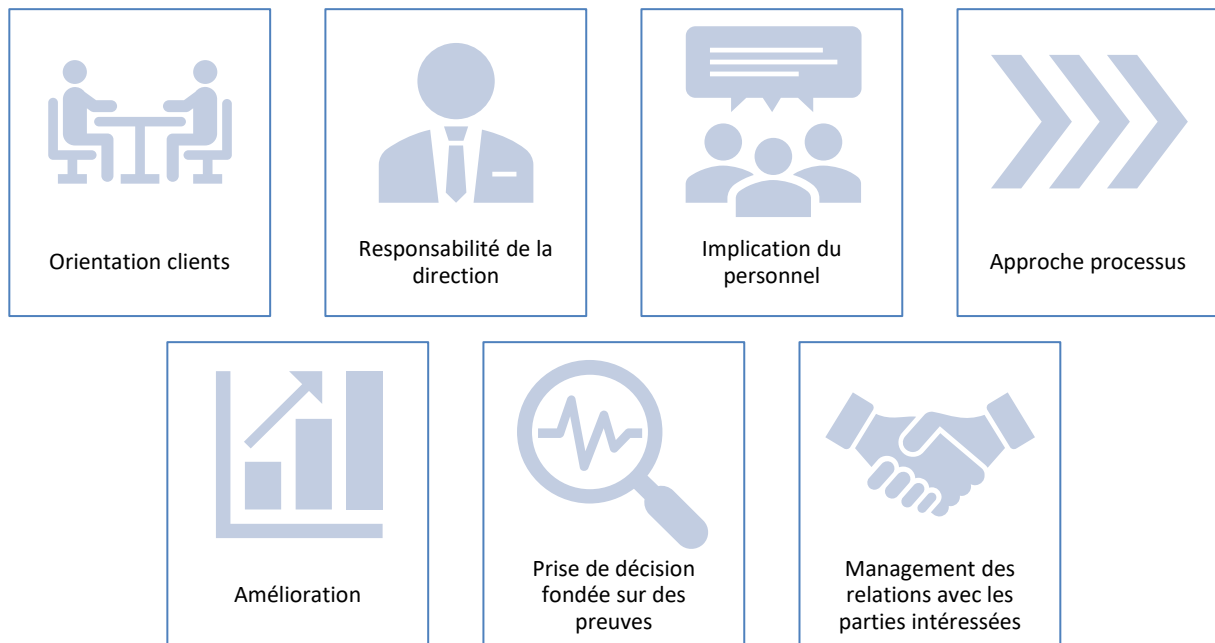 Orientation clients
Responsabilité de la
direction
Implication du
personnel
Approche processus
Amélioration
Prise de décision
fondée sur des
preuves
Management des
relations avec les
parties intéressées